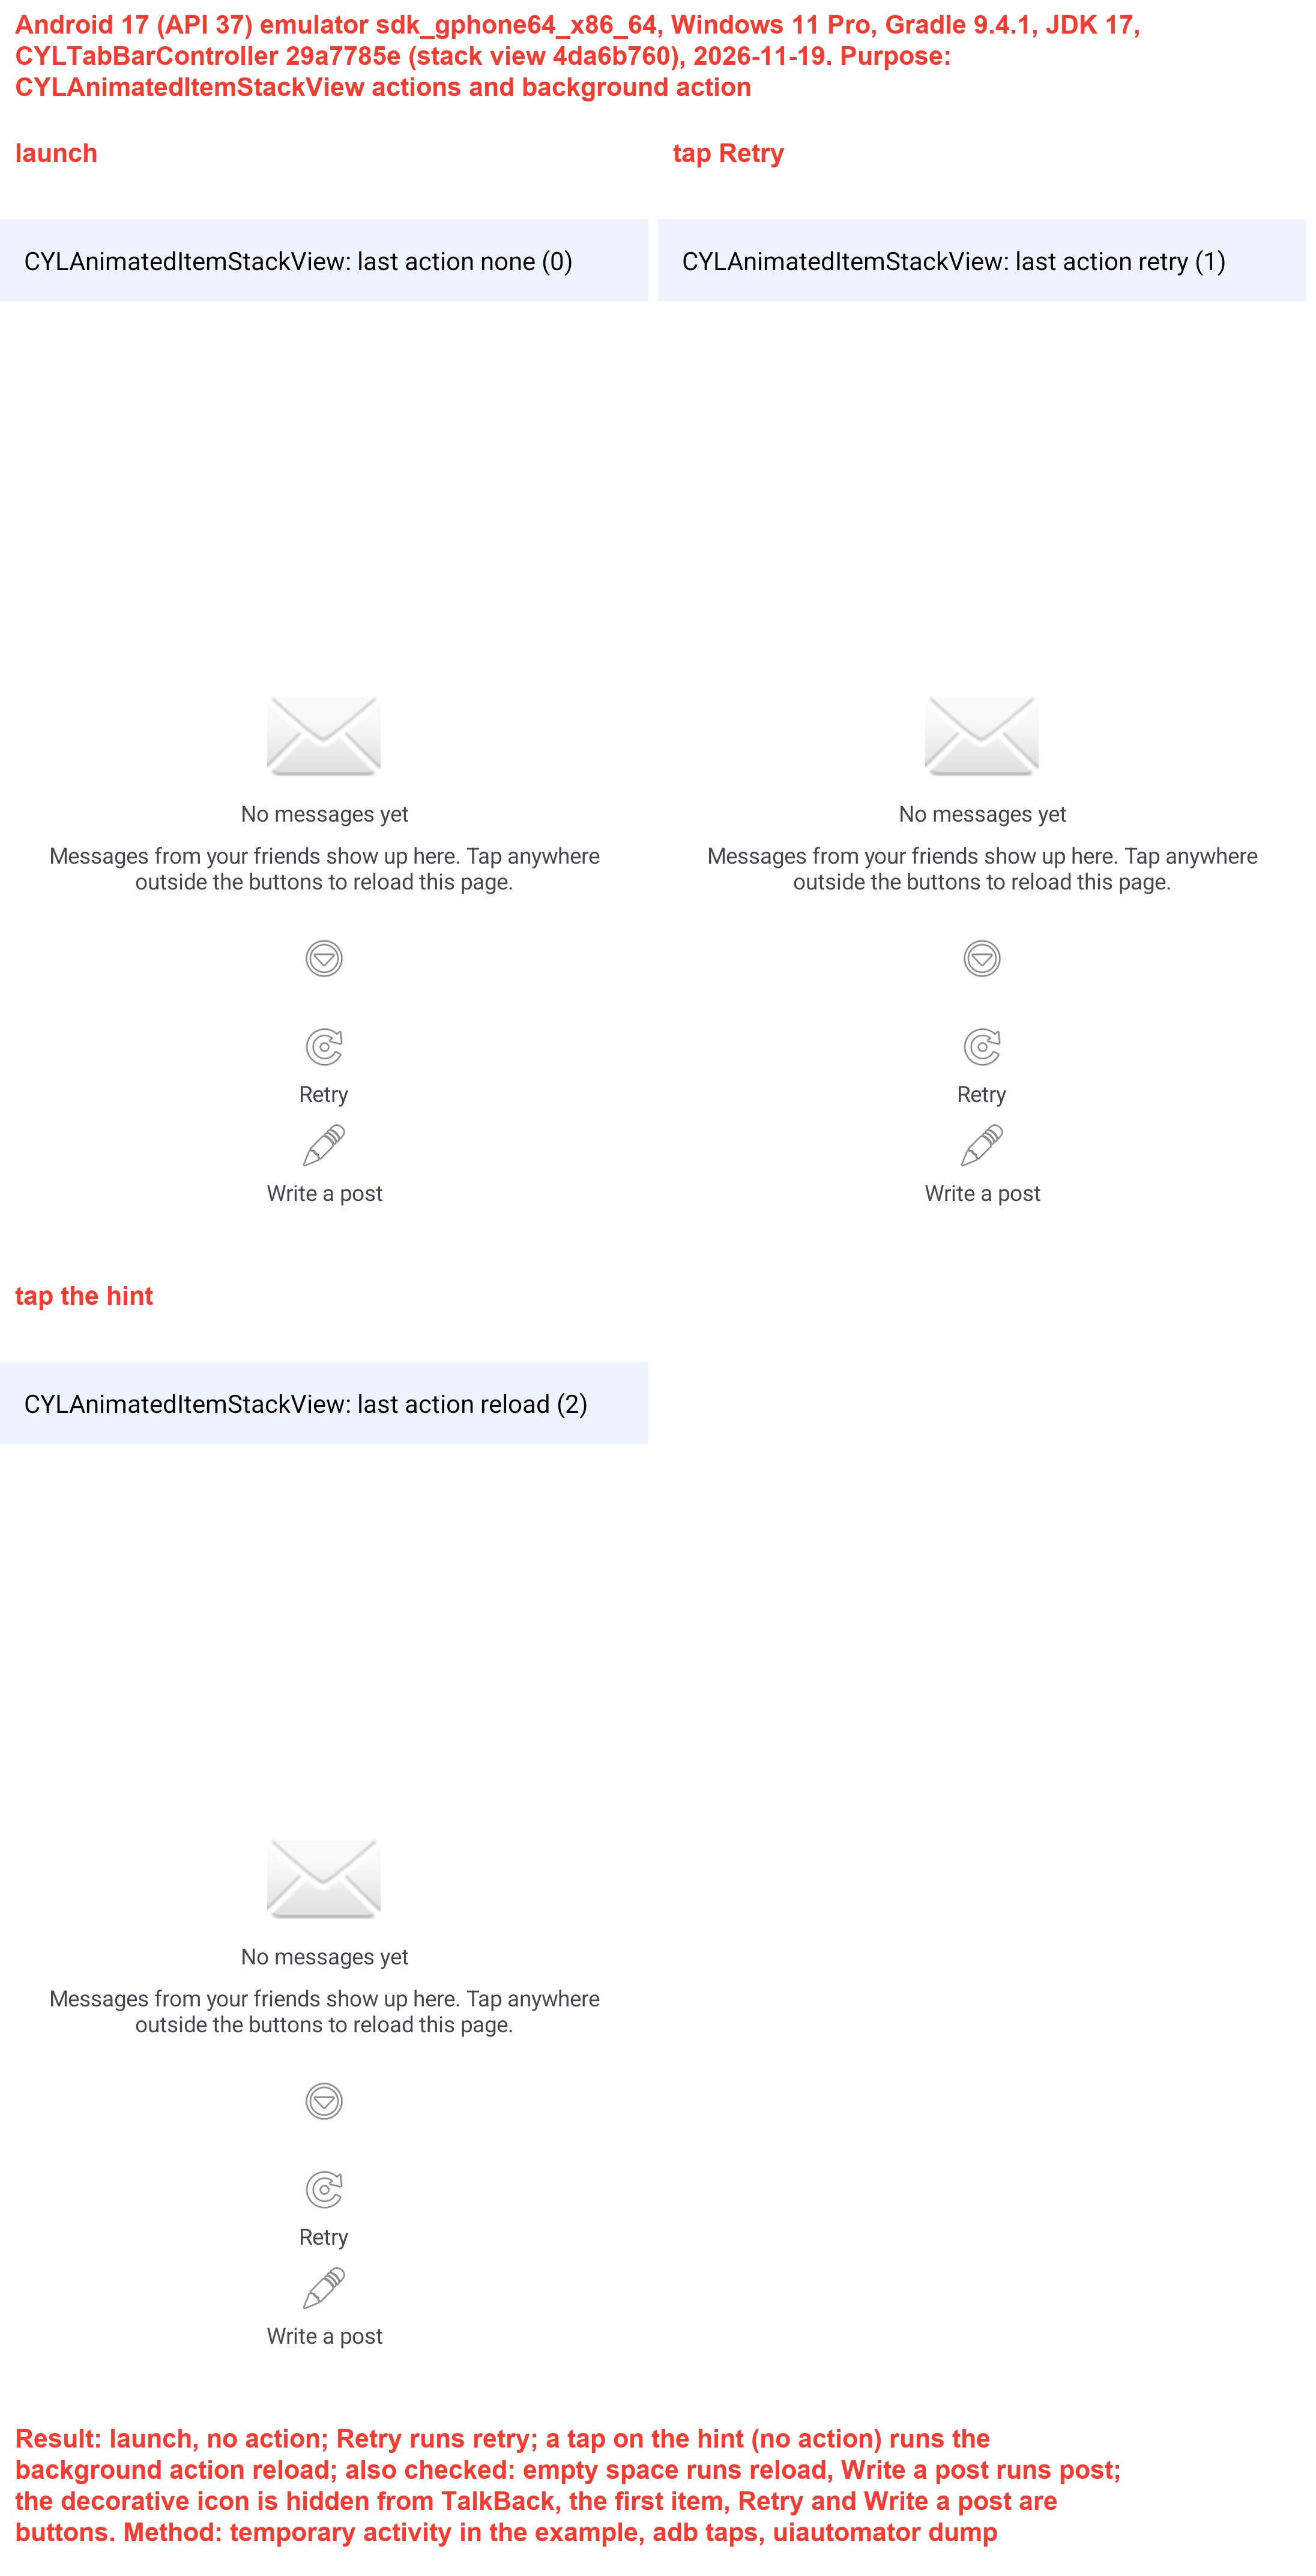 Android 17 (API 37) emulator sdk_gphone64_x86_64, Windows 11 Pro, Gradle 9.4.1, JDK 17,
CYLTabBarController 29a7785e (stack view 4da6b760), 2026-11-19. Purpose:
CYLAnimatedItemStackView actions and background action
launch
CYLAnimatedItemStackView: last action none (0)
No messages yet
Messages from your friends show up here. Tap anywhere
outside the buttons to reload this page.
Retry
Write a post
tap Retry
CYLAnimatedItemStackView: last action retry (1)
No messages yet
Messages from your friends show up here. Tap anywhere
outside the buttons to reload this page.
Retry
Write a post
tap the hint
CYLAnimatedItemStackView: last action reload (2)
No messages yet
Messages from your friends show up here. Tap anywhere
outside the buttons to reload this page.
Retry
Write a post
Result: launch, no action; Retry runs retry; a tap on the hint (no action) runs the
background action reload; also checked: empty space runs reload, Write a post runs post;
the decorative icon is hidden from TalkBack, the first item, Retry and Write a post are
buttons. Method: temporary activity in the example, adb taps, uiautomator dump